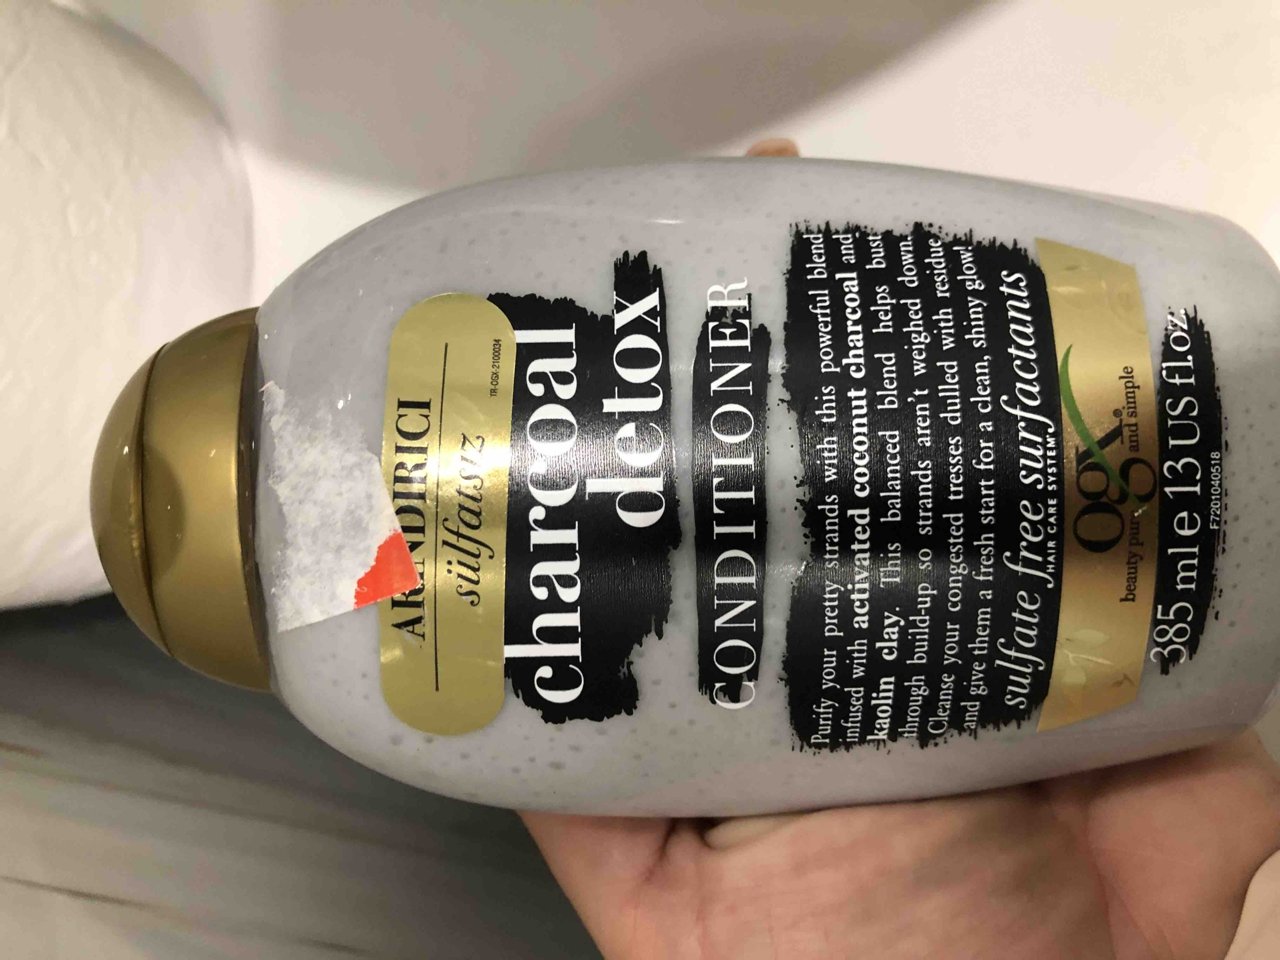 ARINDIRICI
sülfatsız
TR-OGX-2100034
charcoal
detox
CONDITIONER
Purify your pretty strands with this powerful blend
infused with activated coconut charcoal and
kaolin clay. This balanced blend helps bust
through build-up so strands aren't weighed down.
Cleanse your congested tresses dulled with residue
and give them a fresh start for a clean, shiny glow!
sulfate free surfactants
HAIR CARE SYSTEM
ogx®
beauty pure and simple
385 ml e 13 US fl.oz.
F7201040518